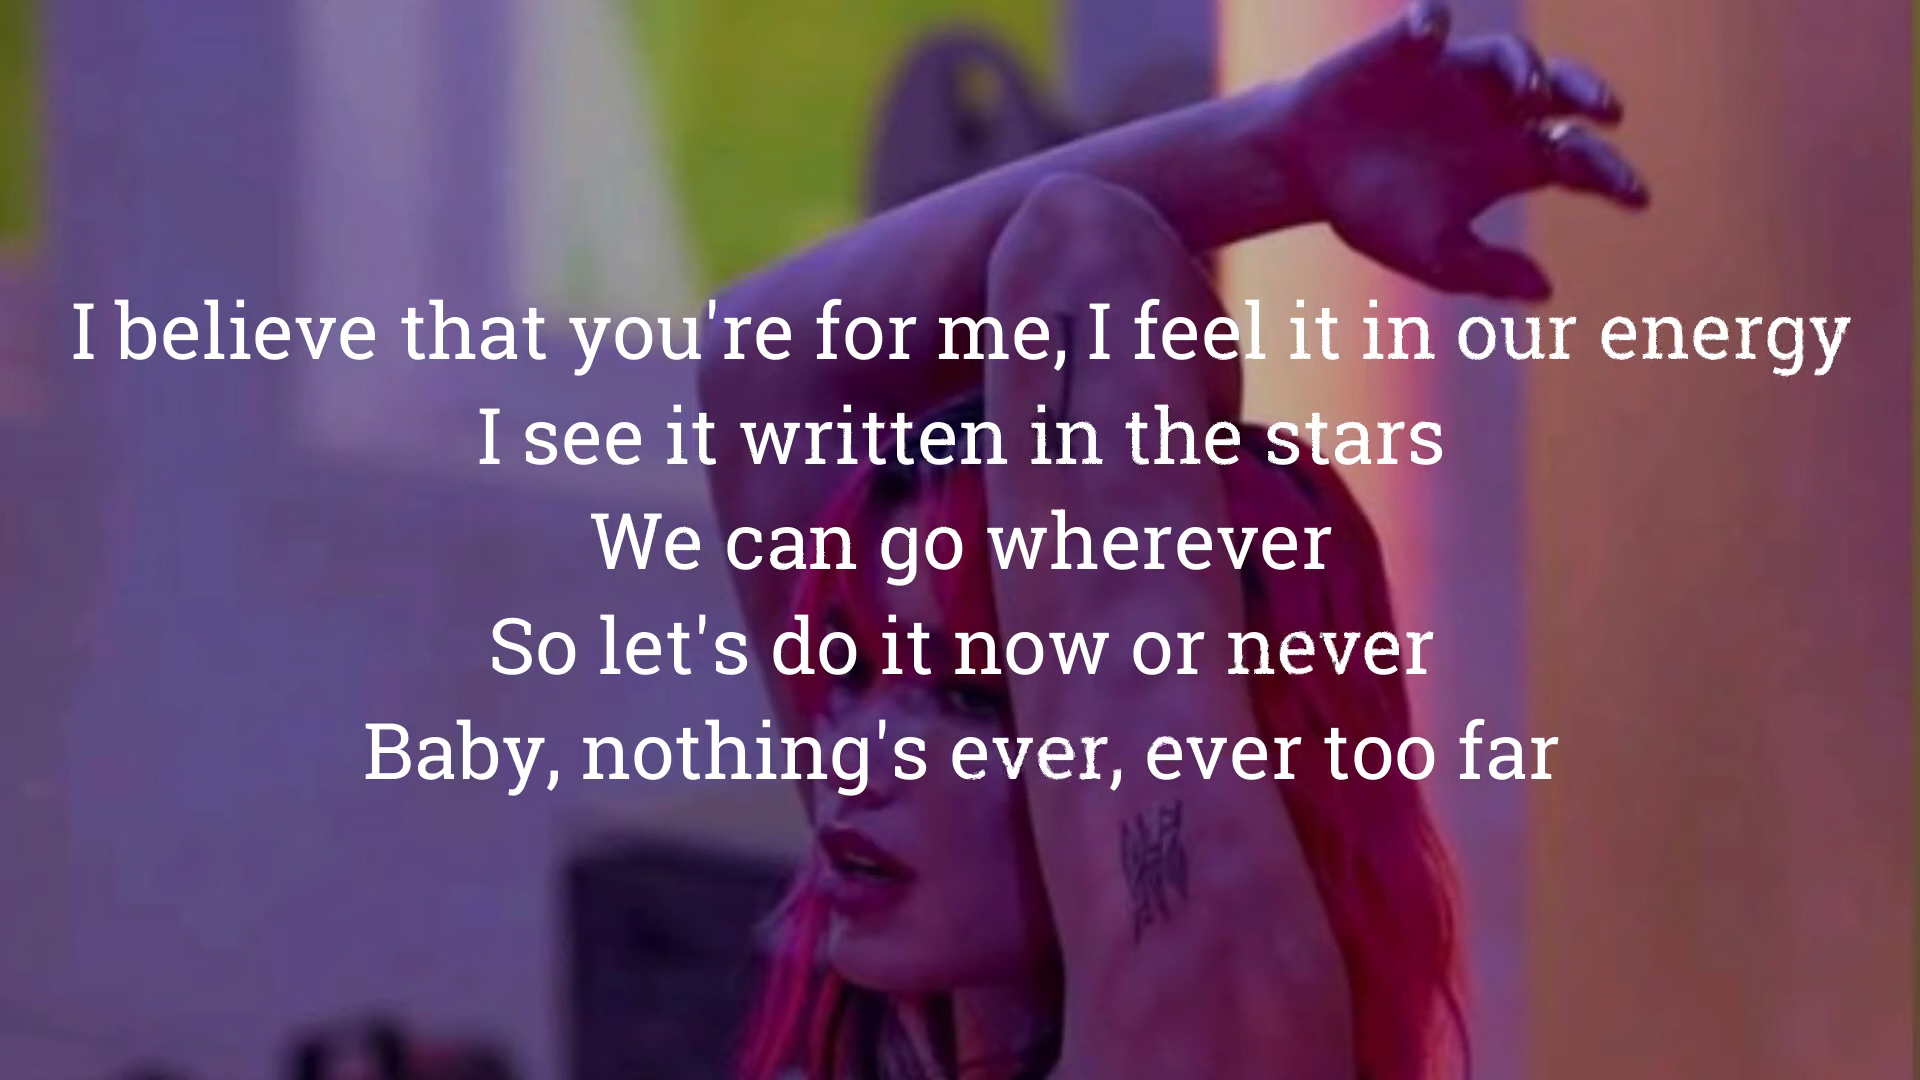 I believe that you're for me, I feel it in our energy
I see it written in the stars
We can go wherever
So let's do it now or never
Baby, nothing's ever, ever too far